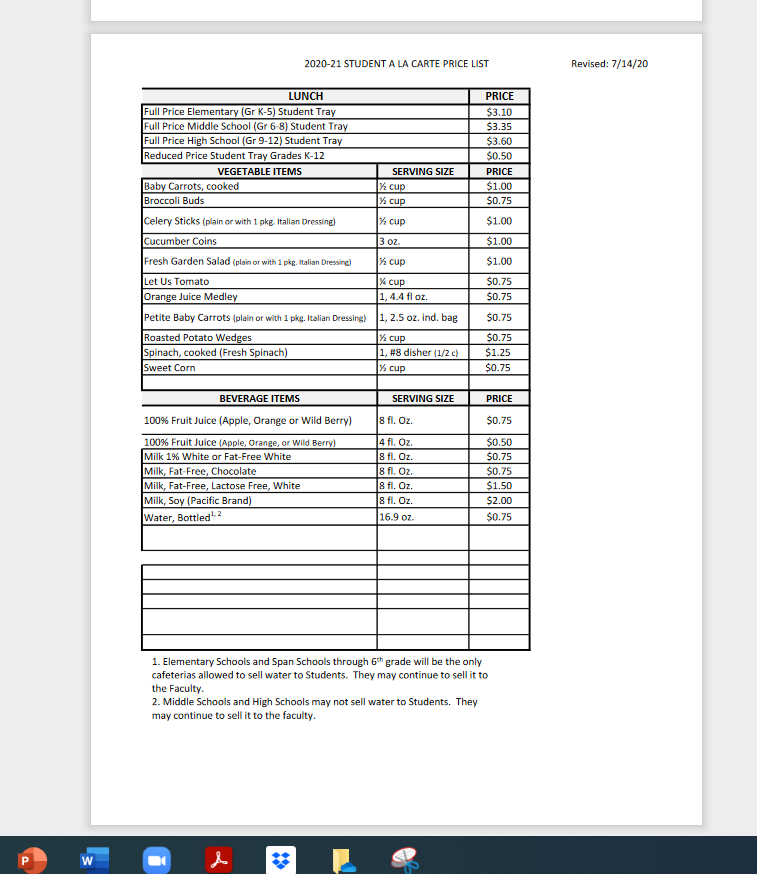 2020-21 STUDENT A LA CARTE PRICE LIST Revised: 7/14/20
LUNCH PRICE
Full Price Elementary (Gr K-5) Student Tray $3.10
Full Price Middle School (Gr 6-8) Student Tray $3.35
Full Price High School (Gr 9-12) Student Tray $3.60
Reduced Price Student Tray Grades K-12 $0.50
VEGETABLE ITEMS SERVING SIZE PRICE
Baby Carrots, cooked ½ cup $1.00
Broccoli Buds ½ cup $0.75
Celery Sticks (plain or with 1 pkg. Italian Dressing) ½ cup $1.00
Cucumber Coins 3 oz. $1.00
Fresh Garden Salad (plain or with 1 pkg. Italian Dressing) ½ cup $1.00
Let Us Tomato cup $0.75
Orange Juice Medley 1, 4.4 fl oz. $0.75
Petite Baby Carrots (plain or with 1 pkg. Italian Dressing) 1, 2.5 oz. ind. bag $0.75
Roasted Potato Wedges ½ cup $0.75
Spinach, cooked (Fresh Spinach) 1, #8 disher (1/2 c) $1.25
Sweet Corn ½ cup $0.75
BEVERAGE ITEMS SERVING SIZE PRICE
100% Fruit Juice (Apple, Orange or Wild Berry) 8 fl. Oz. $0.75
100% Fruit Juice (Apple, Orange, or Wild Berry) 4 fl. Oz. $0.50
Milk 1% White or Fat-Free White 8 fl. Oz. $0.75
Milk, Fat-Free, Chocolate 8 fl. Oz. $0.75
Milk, Fat-Free, Lactose Free, White 8 fl. Oz. $1.50
Milk, Soy (Pacific Brand) 8 fl. Oz. $2.00
Water, Bottled1, 2 16.9 oz. $0.75
1. Elementary Schools and Span Schools through 6th grade will be the only
cafeterias allowed to sell water to Students. They may continue to sell it to
the Faculty.
2. Middle Schools and High Schools may not sell water to Students. They
may continue to sell it to the faculty.
P W